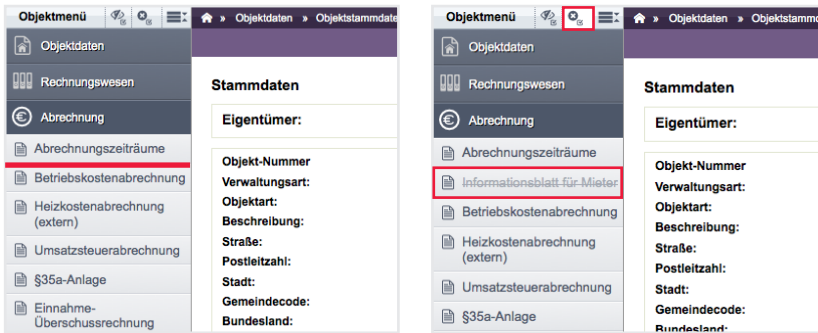 Objektmenü
» Objektdaten » Objektstammdate
Objektdaten
Rechnungswesen
Abrechnung
Abrechnungszeiträume
Betriebskostenabrechnung
Heizkostenabrechnung
(extern)
Umsatzsteuerabrechnung
§35a-Anlage
Einnahme-
Überschussrechnung
Stammdaten
Eigentümer:
Objekt-Nummer
Verwaltungsart:
Objektart:
Beschreibung:
Straße:
Postleitzahl:
Stadt:
Gemeindecode:
Bundesland:
Objektmenü
» Objektdaten » Objektstamm
Objektdaten
Rechnungswesen
Abrechnung
Abrechnungszeiträume
Informationsblatt für Mieter
Betriebskostenabrechnung
Heizkostenabrechnung
(extern)
Umsatzsteuerabrechnung
§35a-Anlage
Stammdaten
Eigentümer:
Objekt-Nummer
Verwaltungsart:
Objektart:
Beschreibung:
Straße:
Postleitzahl:
Stadt:
Gemeindecode:
Bundesland: